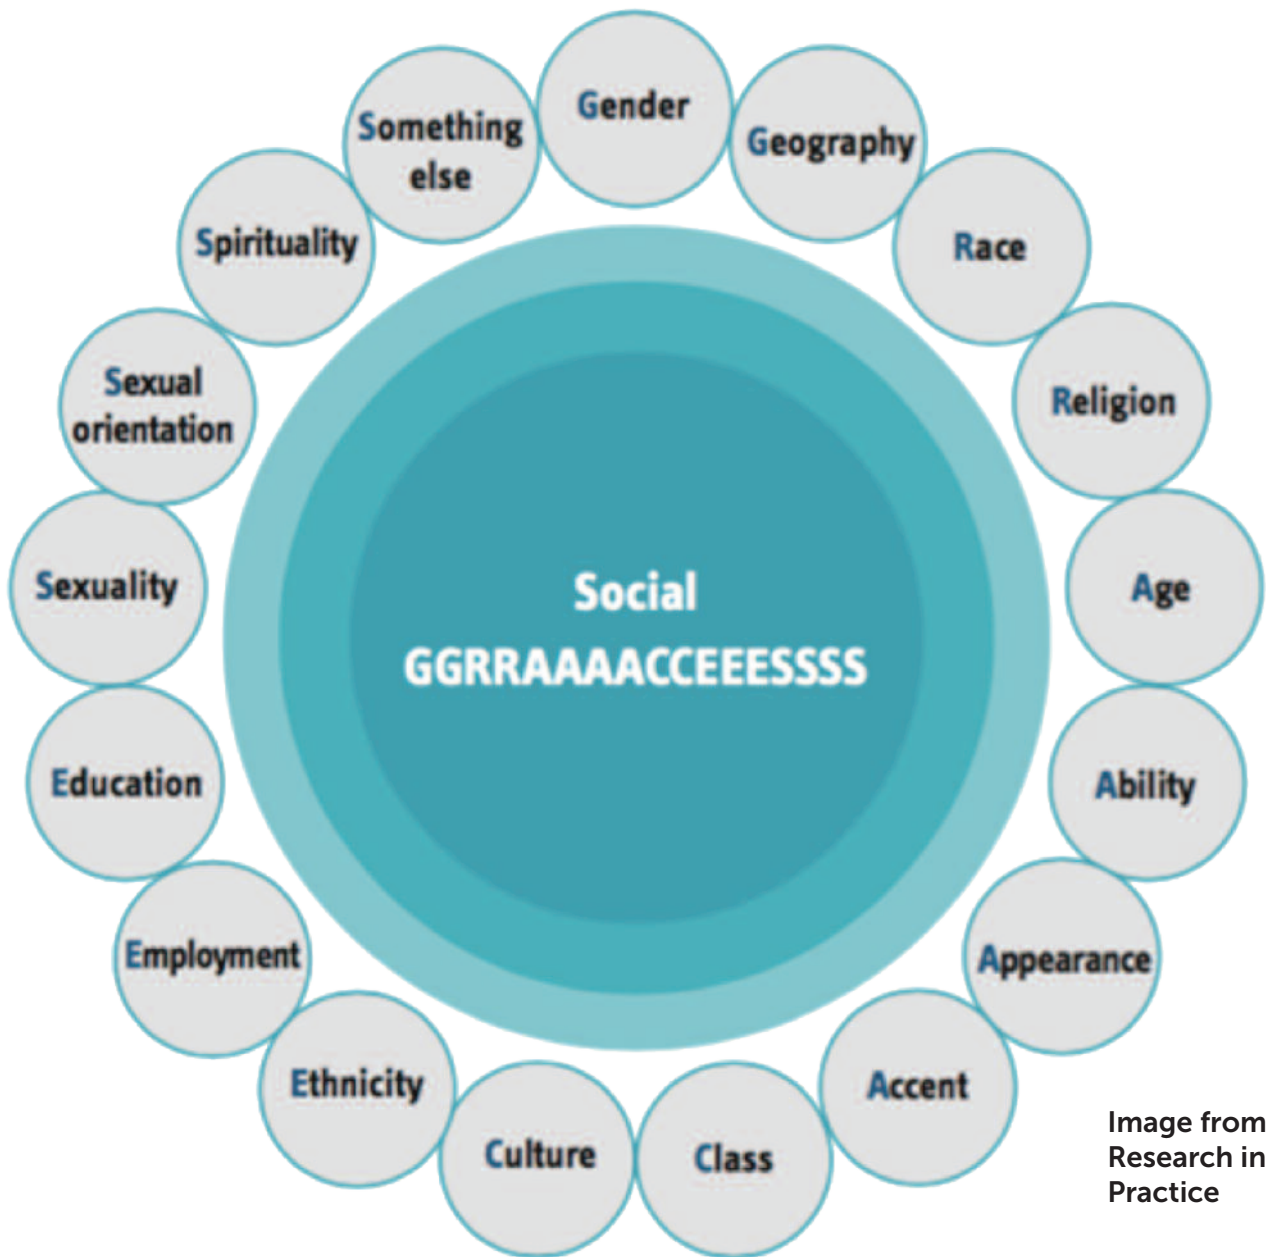 Gender
Geography
Race
Religion
Age
Ability
Appearance
Accent
Class
Culture
Ethnicity
Employment
Education
Sexuality
Sexual
orientation
Spirituality
Something
else
Social
GGRRAAAACCEEESSSS
Image from
Research in
Practice